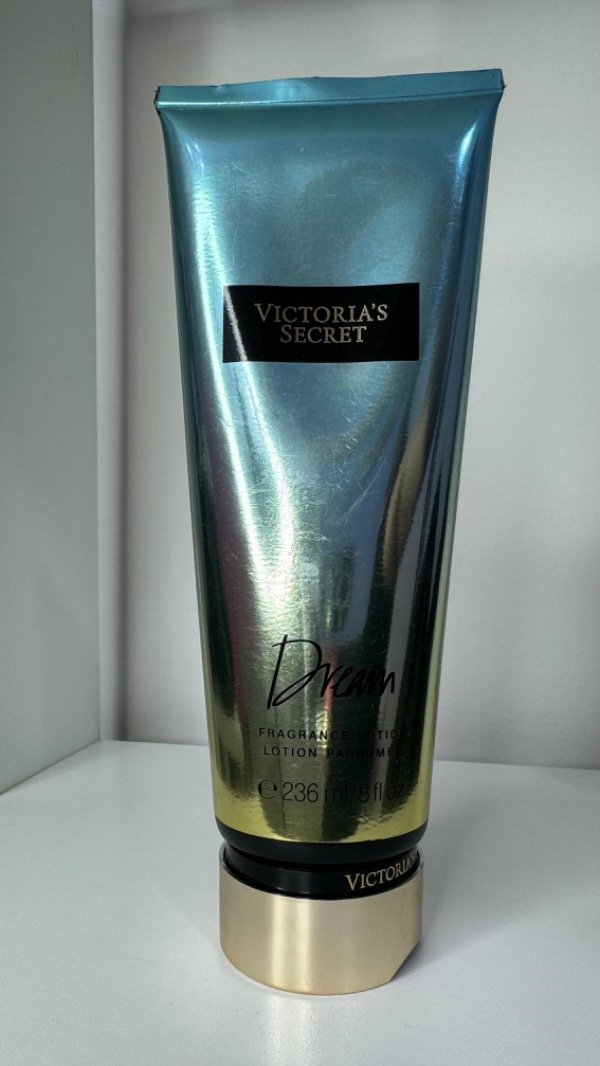 VICTORIA'S
SECRET
Dream
FRAGRANCE LOTION
LOTION PARFUMÉE
℮ 236 ml/8 fl oz
VICTORIA'